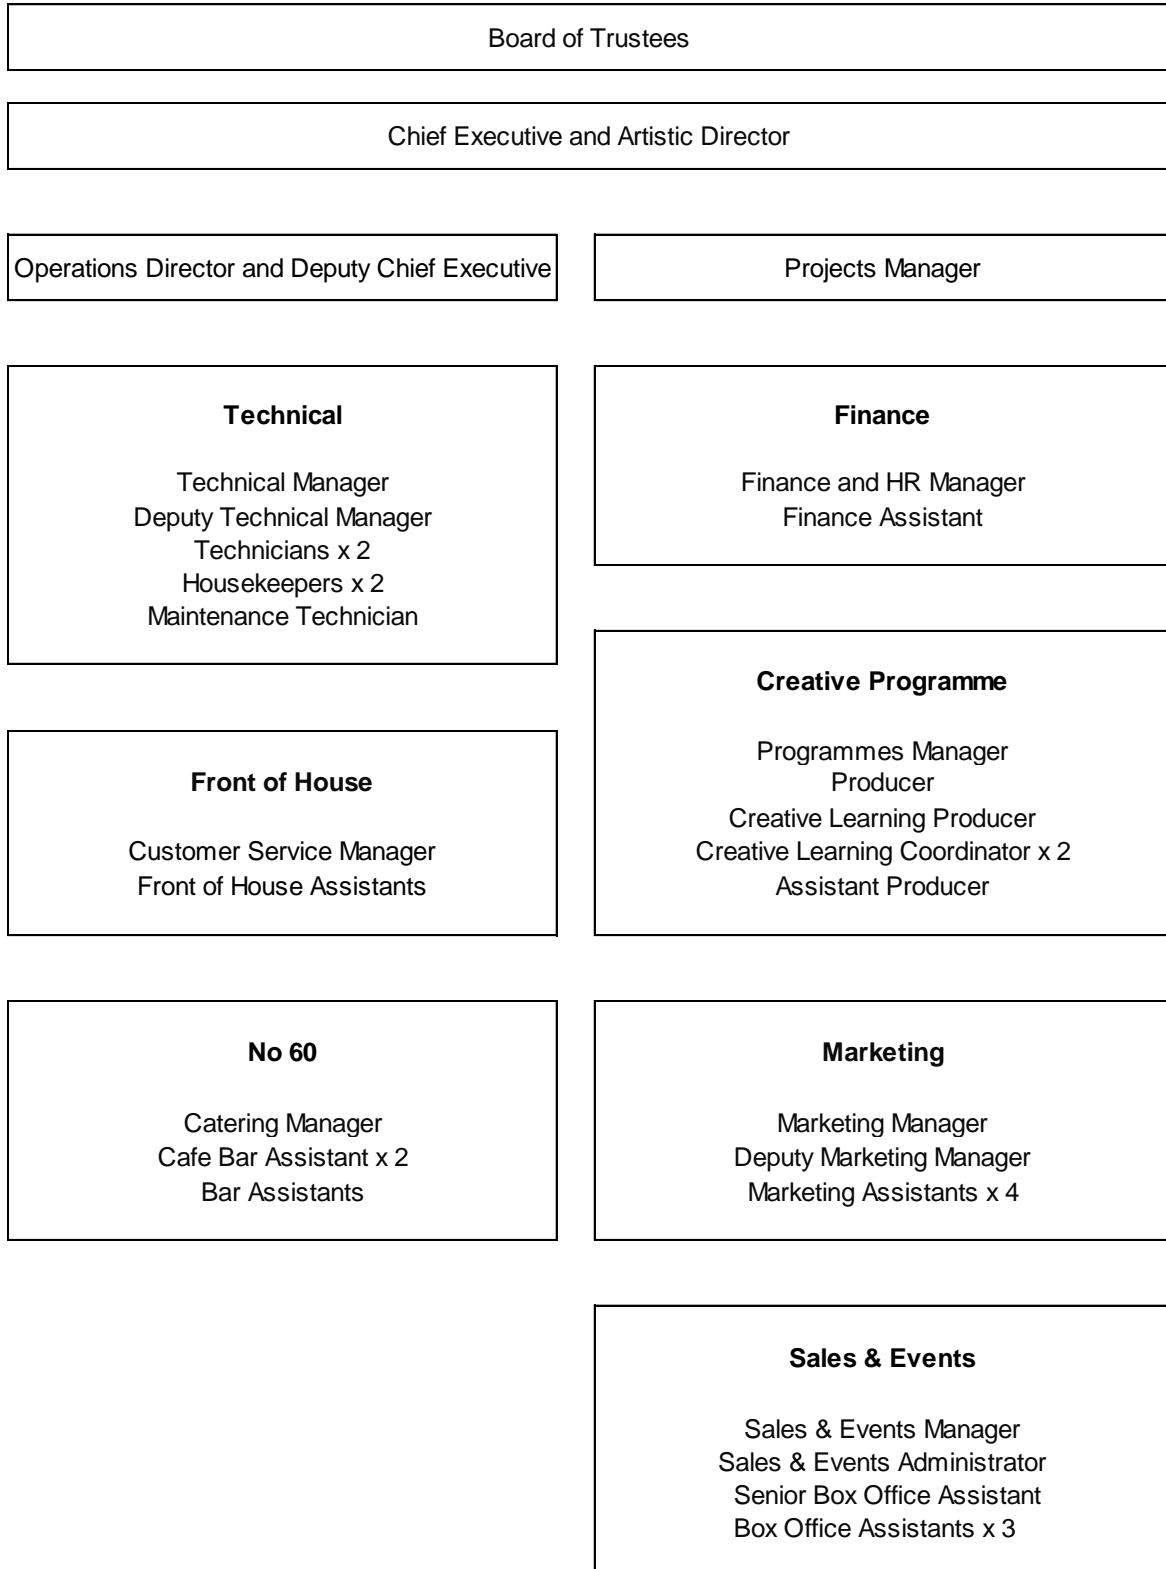 Board of Trustees
Chief Executive and Artistic Director
Operations Director and Deputy Chief Executive
Projects Manager
Technical
Technical Manager
Deputy Technical Manager
Technicians x 2
Housekeepers x 2
Maintenance Technician
Front of House
Customer Service Manager
Front of House Assistants
No 60
Catering Manager
Cafe Bar Assistant x 2
Bar Assistants
Finance
Finance and HR Manager
Finance Assistant
Creative Programme
Programmes Manager
Producer
Creative Learning Producer
Creative Learning Coordinator x 2
Assistant Producer
Marketing
Marketing Manager
Deputy Marketing Manager
Marketing Assistants x 4
Sales & Events
Sales & Events Manager
Sales & Events Administrator
Senior Box Office Assistant
Box Office Assistants x 3